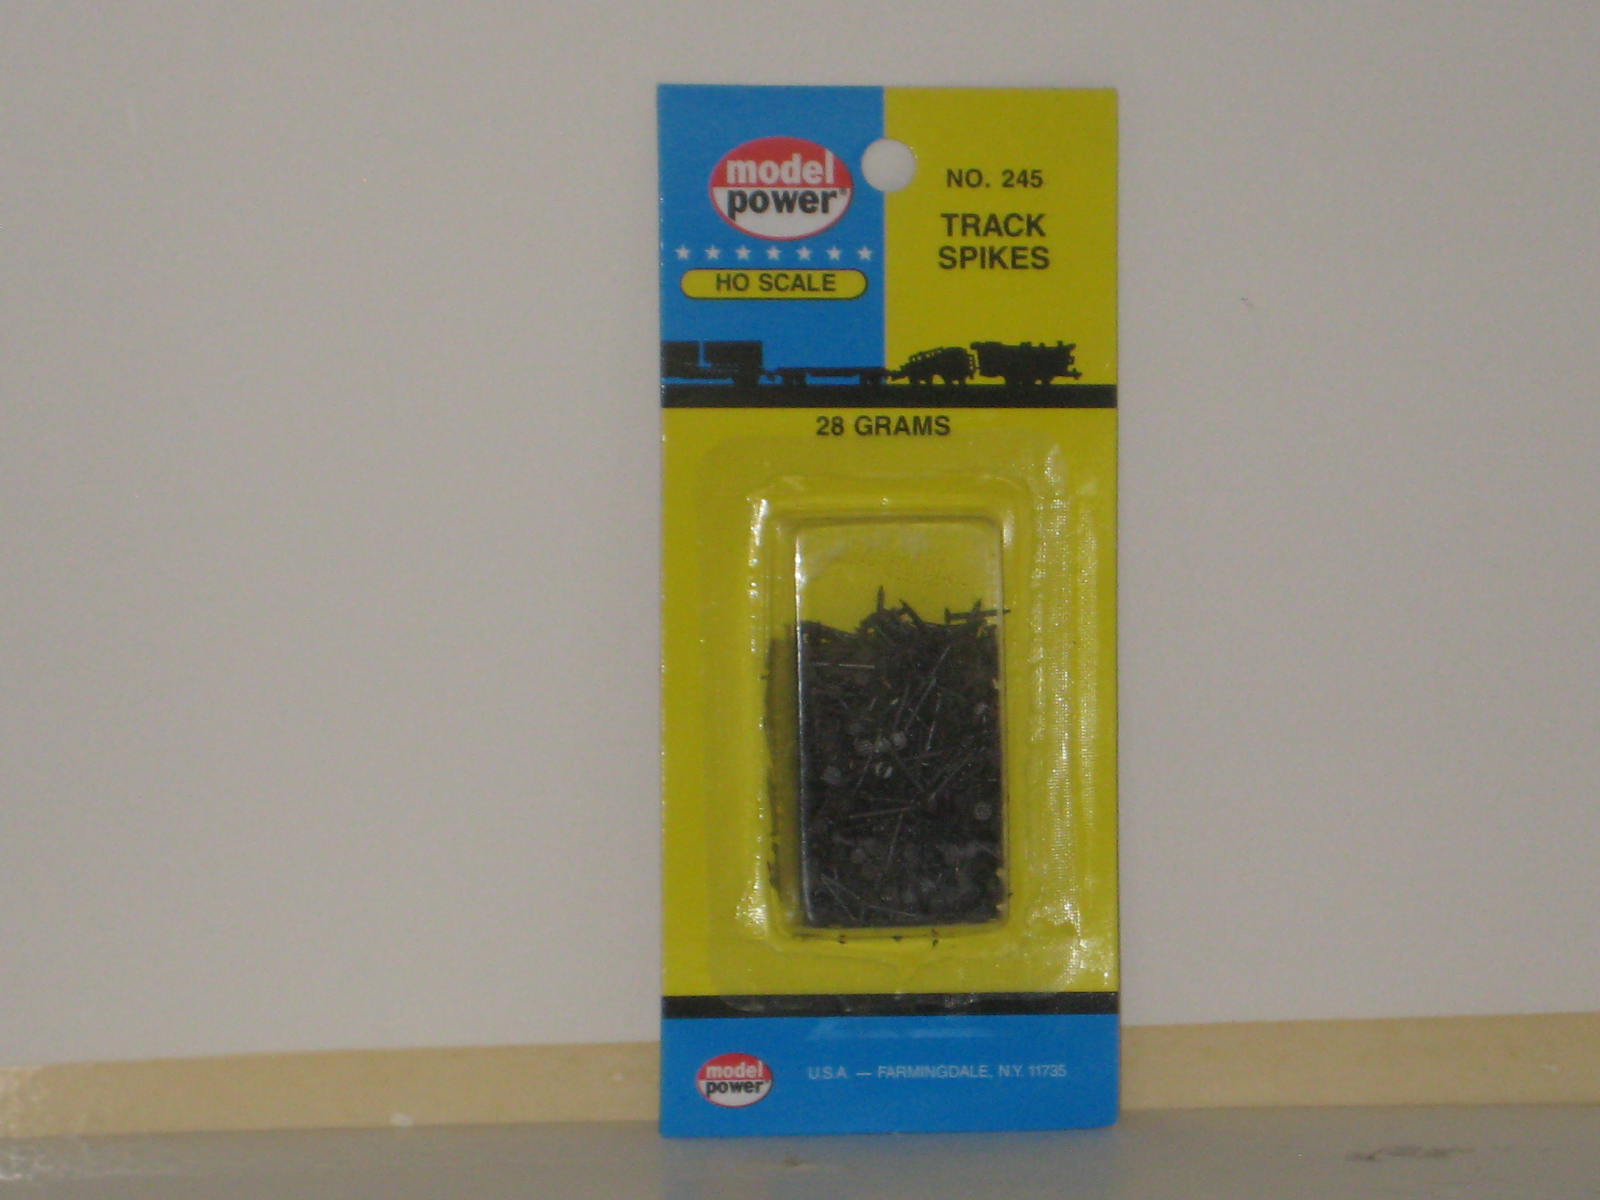 model
power®
HO SCALE
NO. 245
TRACK
SPIKES
28 GRAMS
model
power®
U.S.A. — FARMINGDALE, N.Y. 11735